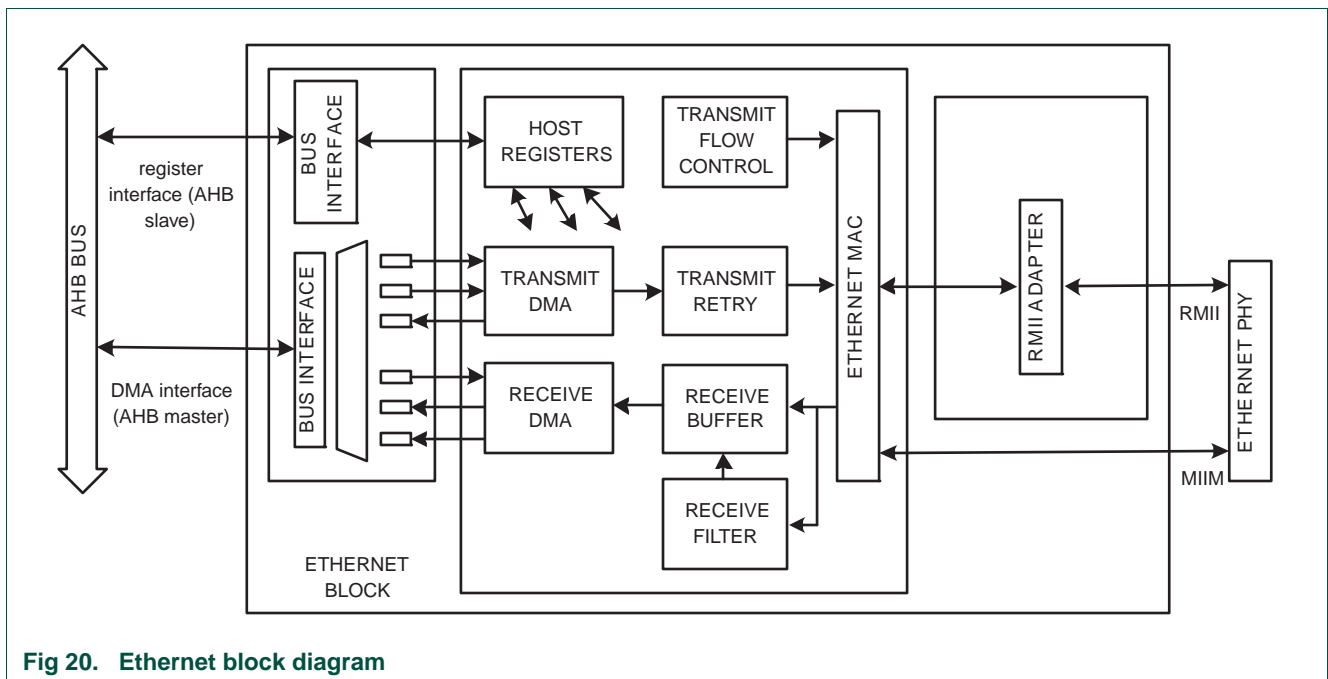 AHB BUS
register
interface (AHB
slave)
DMA interface
(AHB master)
BUS
INTERFACE
BUS INTERFACE
HOST
REGISTERS
TRANSMIT
FLOW
CONTROL
TRANSMIT
DMA
TRANSMIT
RETRY
RECEIVE
DMA
RECEIVE
BUFFER
RECEIVE
FILTER
ETHERNET MAC
RMII ADAPTER
RMII
MIIM
ETHERNET PHY
ETHERNET
BLOCK
Fig 20. Ethernet block diagram